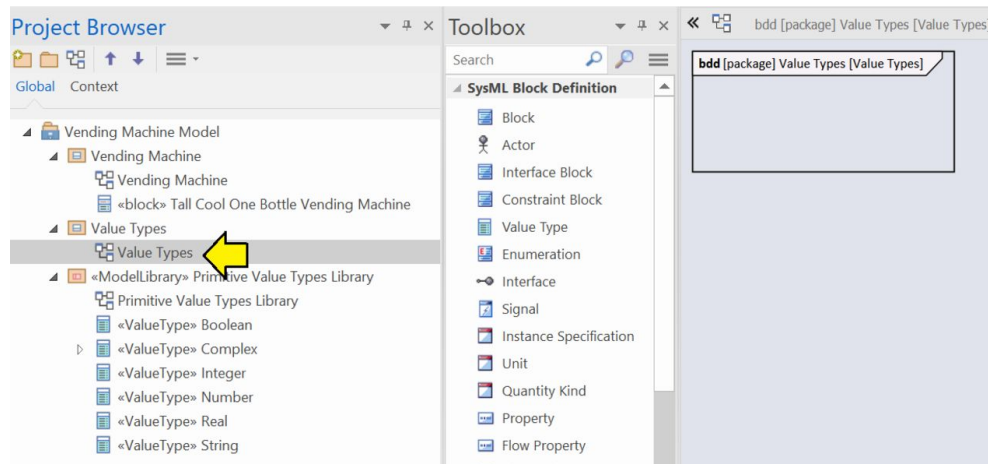 Project Browser
Global Context
Vending Machine Model
Vending Machine
Vending Machine
«block» Tall Cool One Bottle Vending Machine
Value Types
Value Types
«ModelLibrary» Primitive Value Types Library
Primitive Value Types Library
«ValueType» Boolean
«ValueType» Complex
«ValueType» Integer
«ValueType» Number
«ValueType» Real
«ValueType» String
Toolbox
Search
SysML Block Definition
Block
Actor
Interface Block
Constraint Block
Value Type
Enumeration
Interface
Signal
Instance Specification
Unit
Quantity Kind
Property
Flow Property
bdd [package] Value Types [Value Types]
bdd [package] Value Types [Value Types]